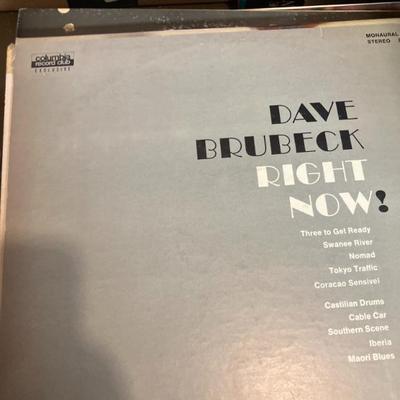 columbia
record club
EXCLUSIVE
MONAURAL
STEREO
DAVE
BRUBECK
RIGHT
NOW!
Three to Get Ready
Swanee River
Nomad
Tokyo Traffic
Coracao Sensivel
Castilian Drums
Cable Car
Southern Scene
Iberia
Maori Blues